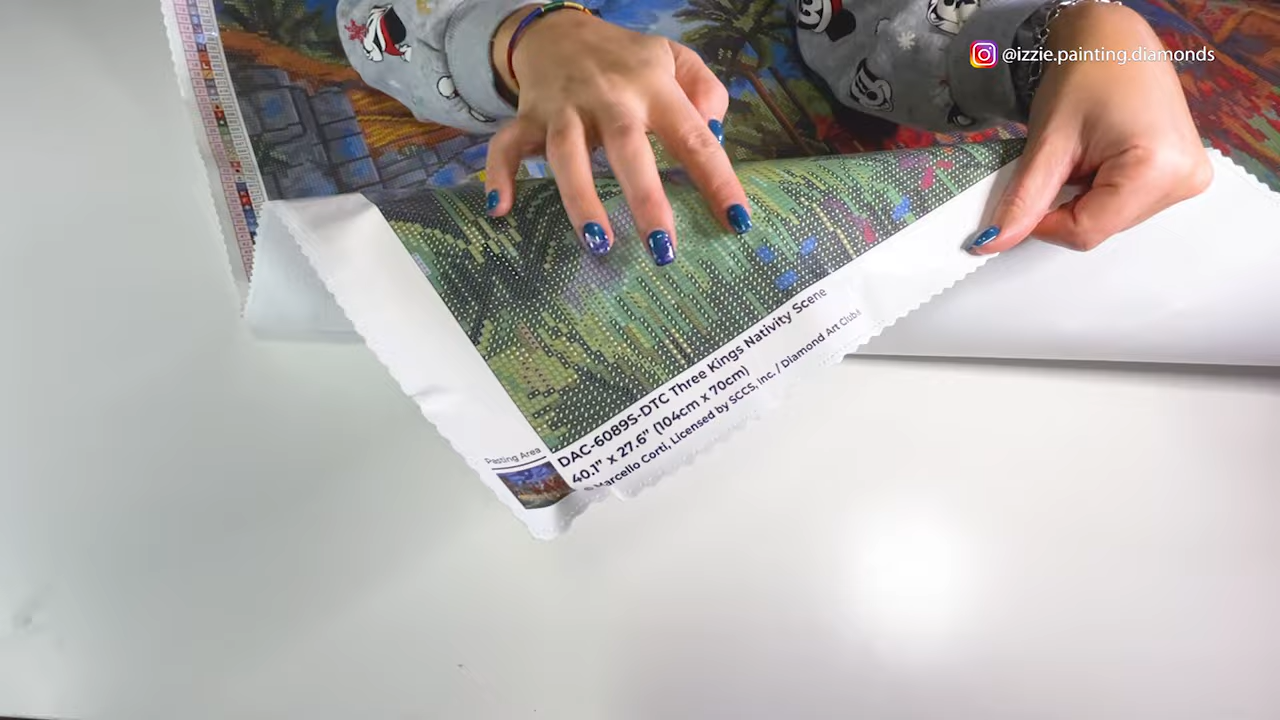 @izzie.painting.diamonds
DAC-6089S-DTC Three Kings Nativity Scene
40.1" x 27.6" (104cm x 70cm)
© Marcello Corti, Licensed by SCCS, Inc. / Diamond Art Club
Pasting Area